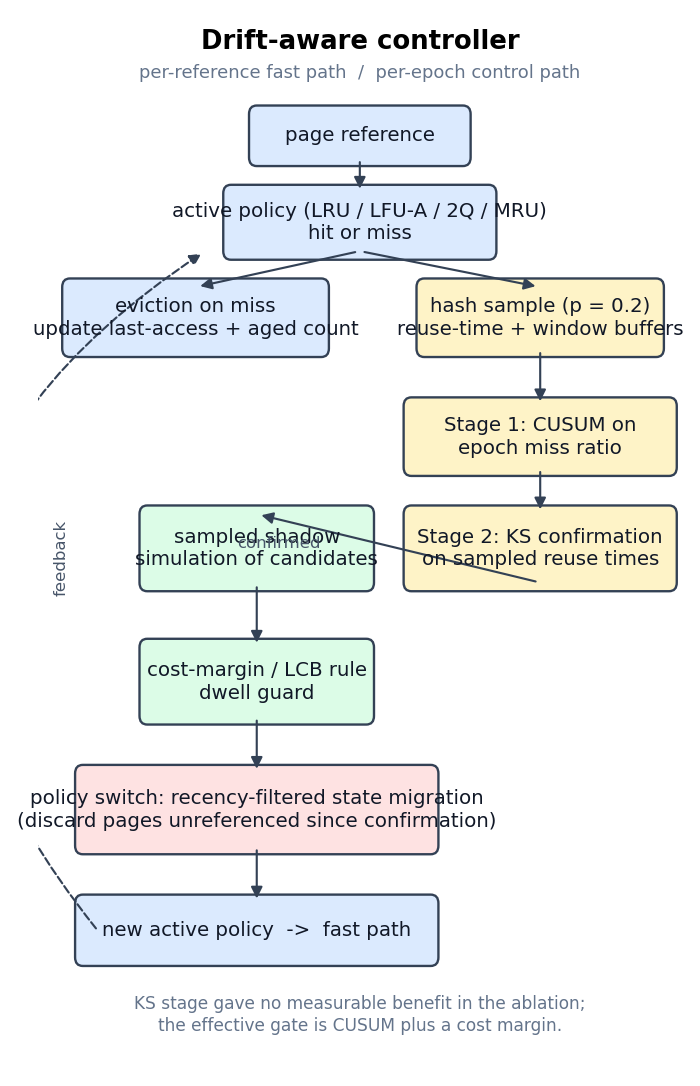 Drift-aware controller
per-reference fast path / per-epoch control path
page reference
active policy (LRU / LFU-A / 2Q / MRU)
hit or miss
eviction on miss
update last-access + aged count
hash sample (p = 0.2)
reuse-time + window buffers
Stage 1: CUSUM on
epoch miss ratio
Stage 2: KS confirmation
on sampled reuse times
confirmed
sampled shadow
simulation of candidates
feedback
cost-margin / LCB rule
dwell guard
policy switch: recency-filtered state migration
(discard pages unreferenced since confirmation)
new active policy -> fast path
KS stage gave no measurable benefit in the ablation;
the effective gate is CUSUM plus a cost margin.